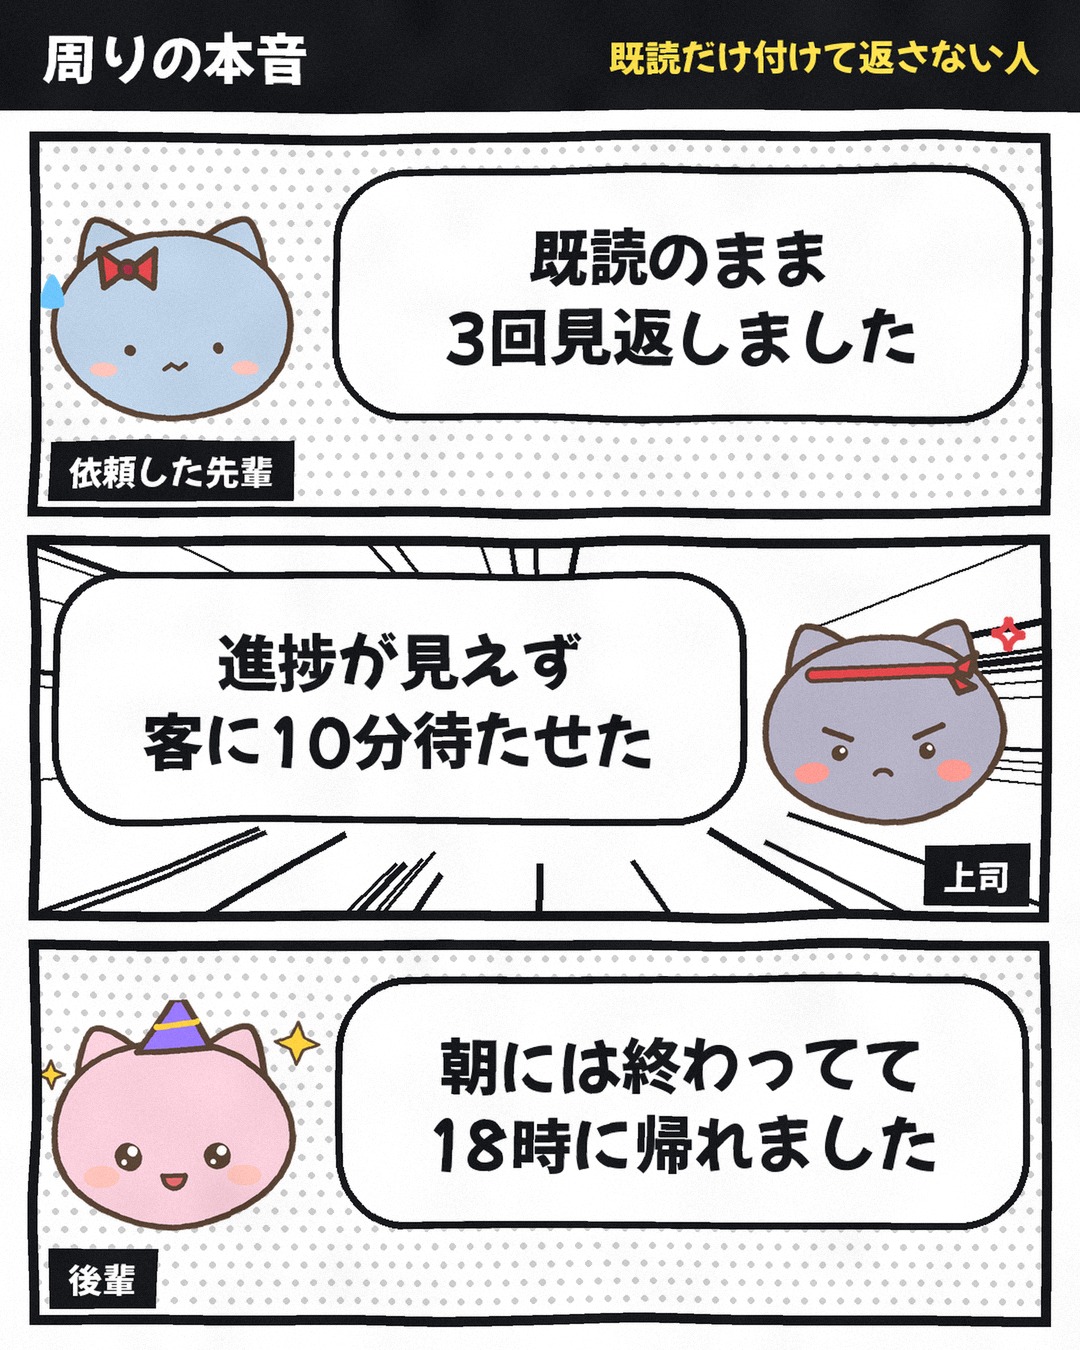 周りの本音
既読だけ付けて返さない人
既読のまま
3回見返しました
依頼した先輩
進捗が見えず
客に10分待たせた
上司
朝には終わってて
18時に帰れました
後輩